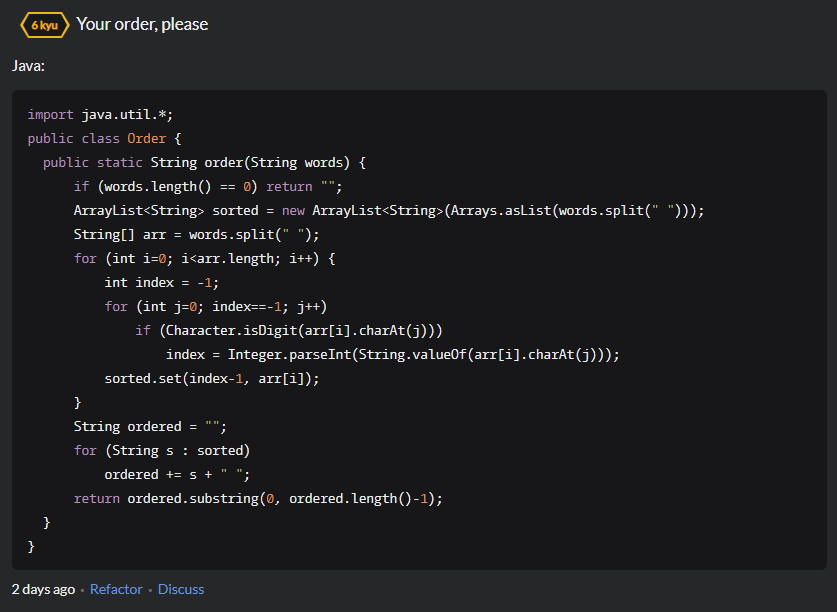 6 kyu Your order, please
Java:
import java.util.*;
public class Order {
  public static String order(String words) {
      if (words.length() == 0) return "";
      ArrayList<String> sorted = new ArrayList<String>(Arrays.asList(words.split(" ")));
      String[] arr = words.split(" ");
      for (int i=0; i<arr.length; i++) {
          int index = -1;
          for (int j=0; index==-1; j++)
              if (Character.isDigit(arr[i].charAt(j)))
                  index = Integer.parseInt(String.valueOf(arr[i].charAt(j)));
          sorted.set(index-1, arr[i]);
      }
      String ordered = "";
      for (String s : sorted)
          ordered += s + " ";
      return ordered.substring(0, ordered.length()-1);
  }
}
2 days ago • Refactor • Discuss